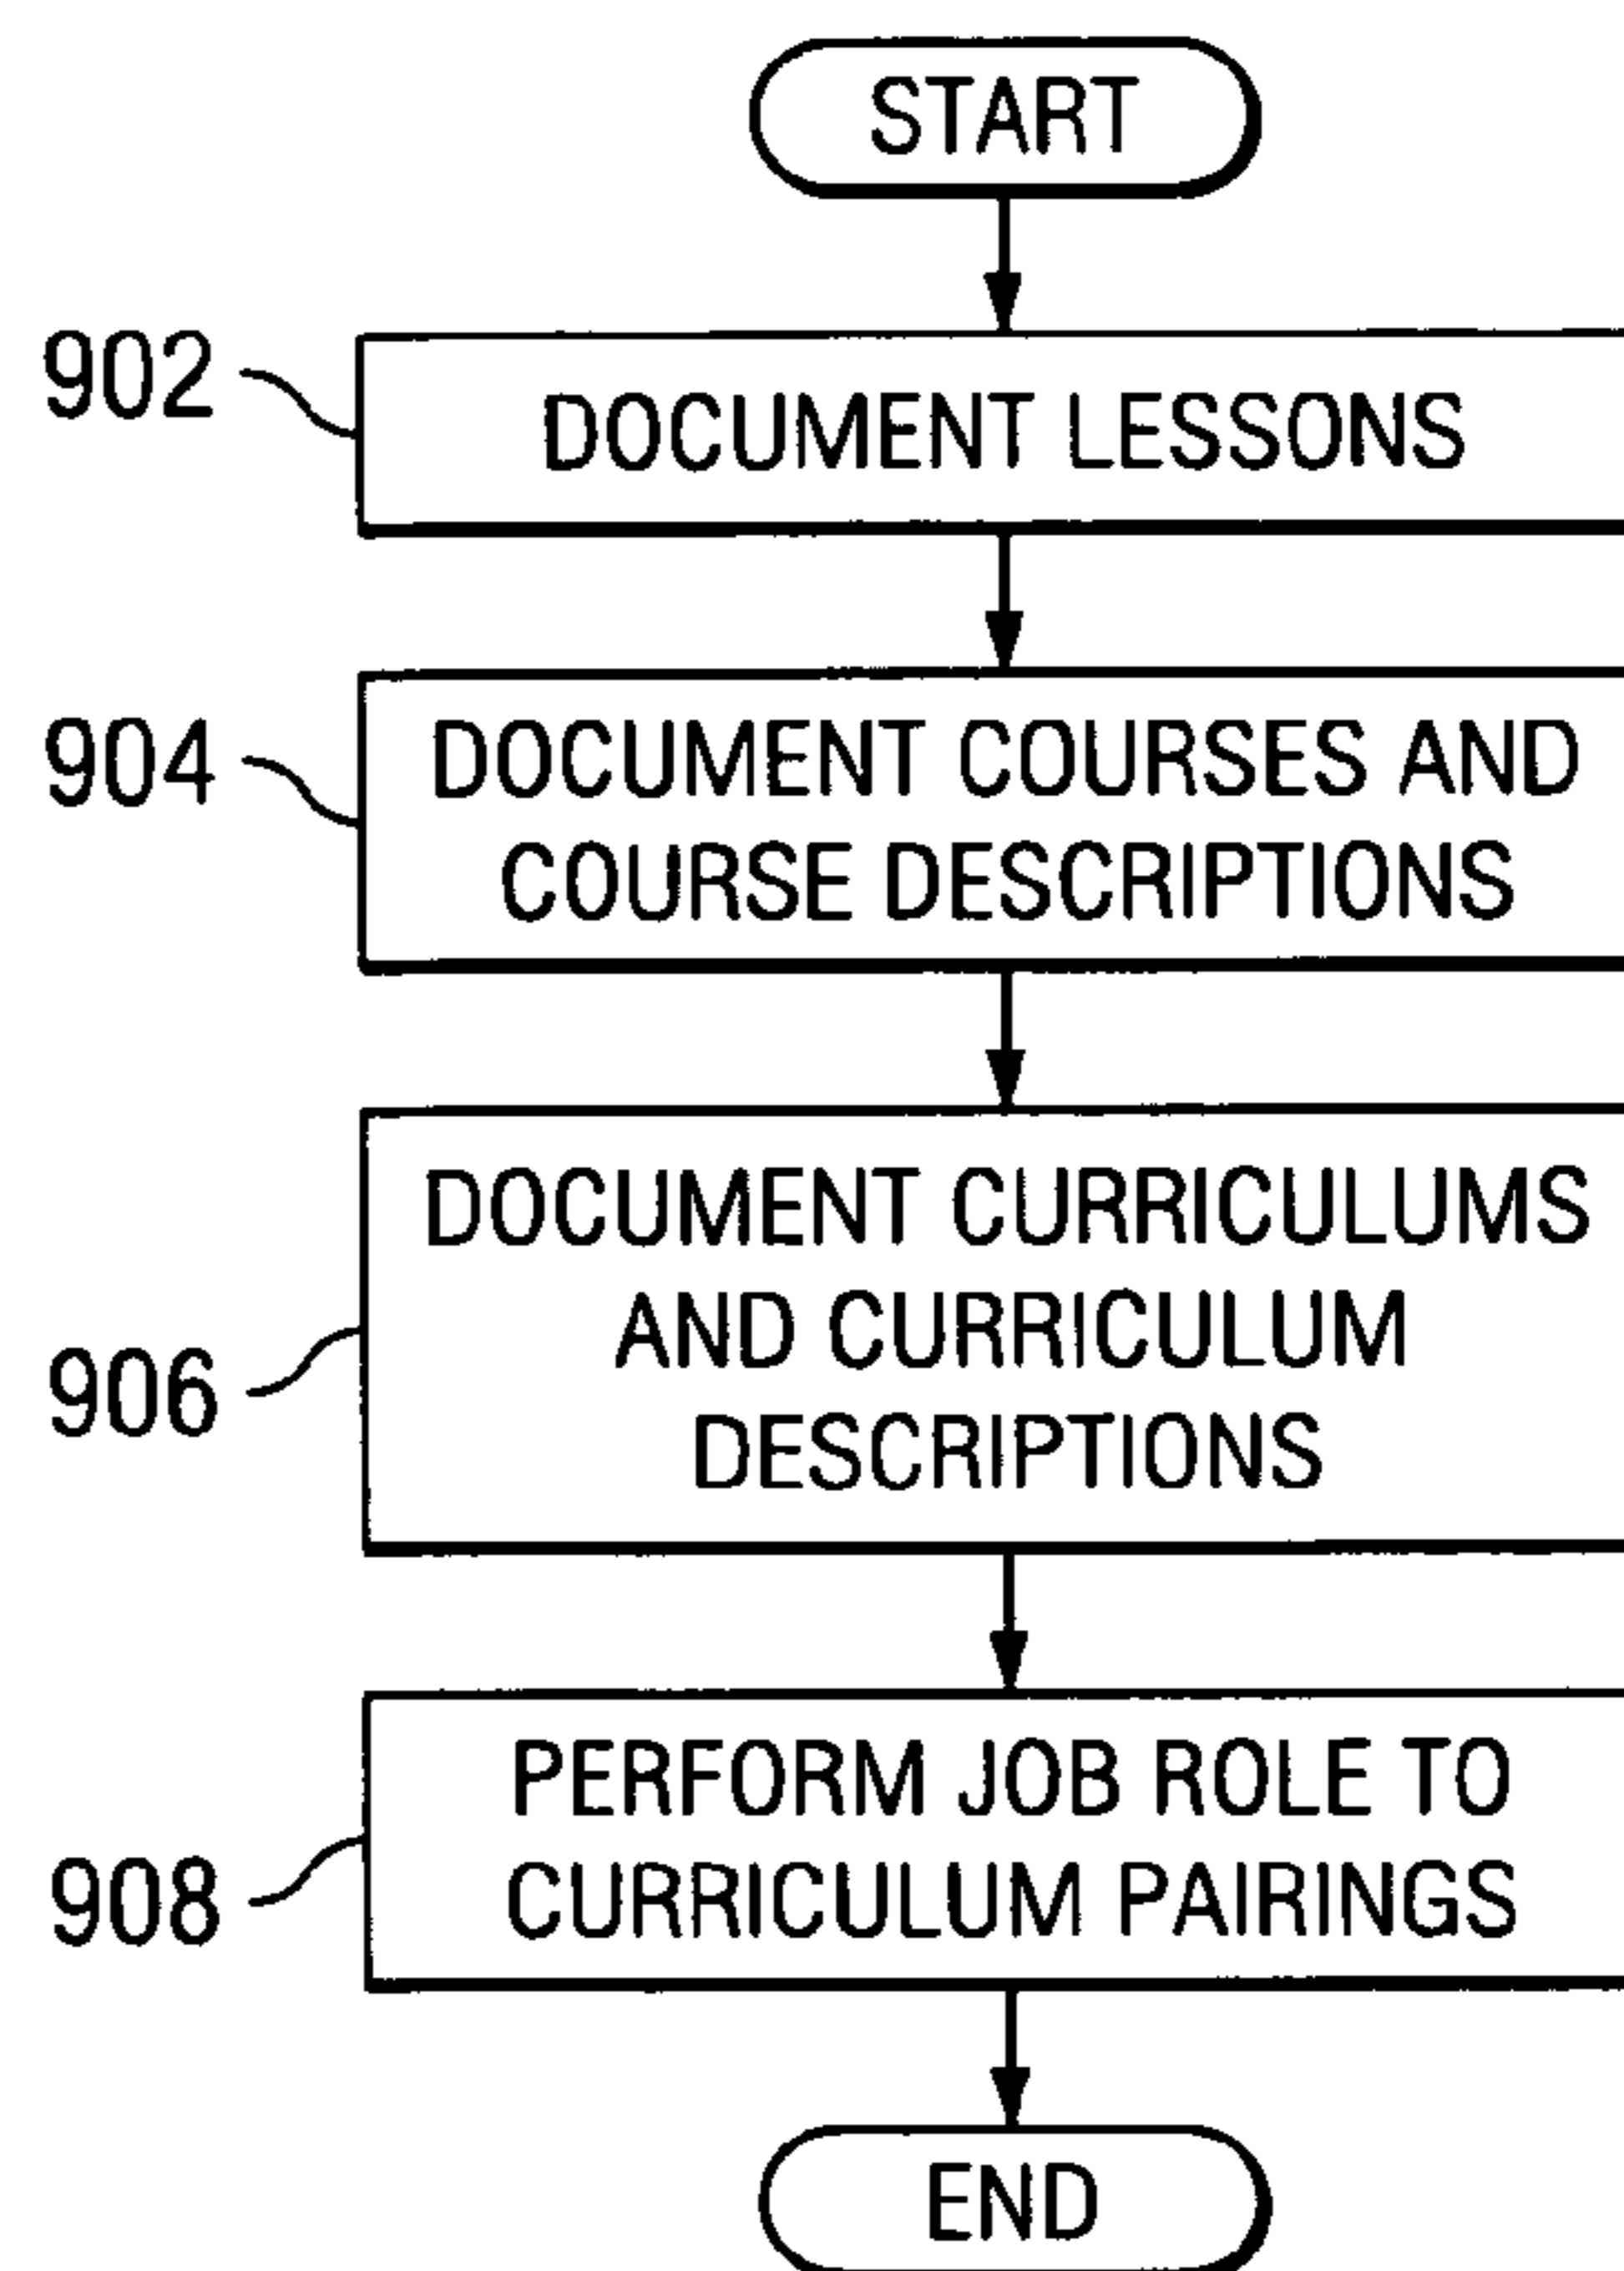 START
902
DOCUMENT LESSONS
904
DOCUMENT COURSES AND
COURSE DESCRIPTIONS
906
DOCUMENT CURRICULUMS
AND CURRICULUM
DESCRIPTIONS
908
PERFORM JOB ROLE TO
CURRICULUM PAIRINGS
END